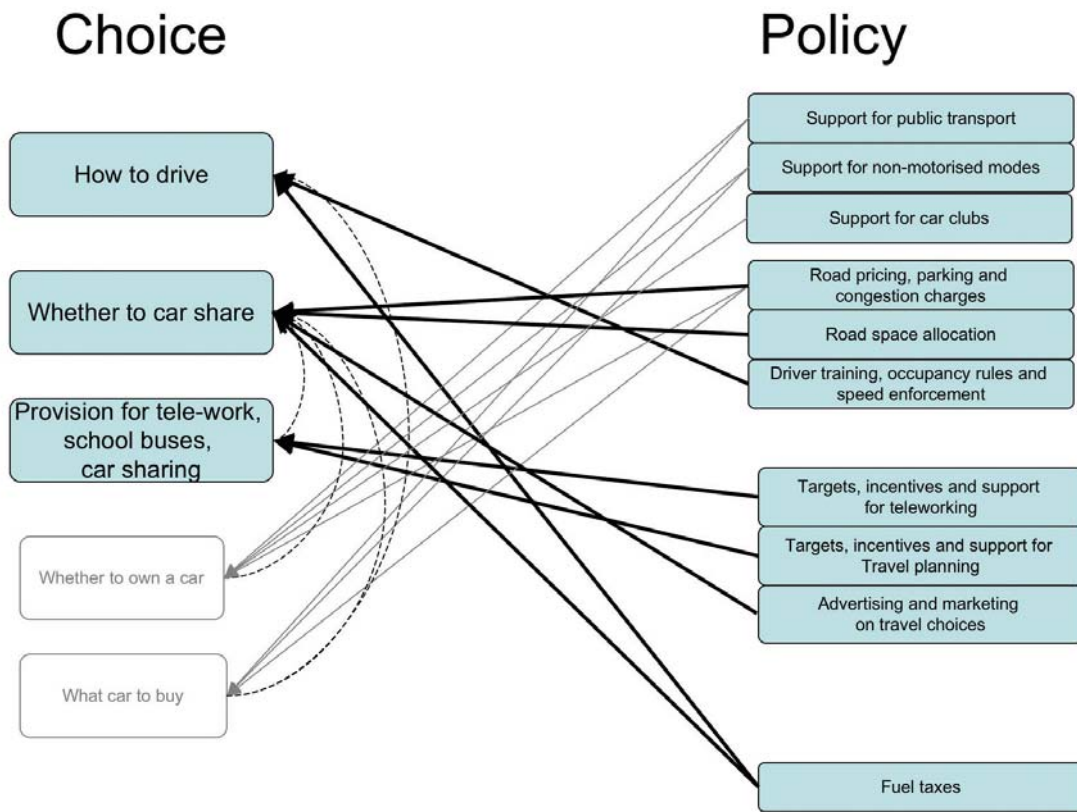 Choice
Policy
How to drive
Whether to car share
Provision for tele-work,
school buses,
car sharing
Whether to own a car
What car to buy
Support for public transport
Support for non-motorised modes
Support for car clubs
Road pricing, parking and
congestion charges
Road space allocation
Driver training, occupancy rules and
speed enforcement
Targets, incentives and support
for teleworking
Targets, incentives and support for
Travel planning
Advertising and marketing
on travel choices
Fuel taxes